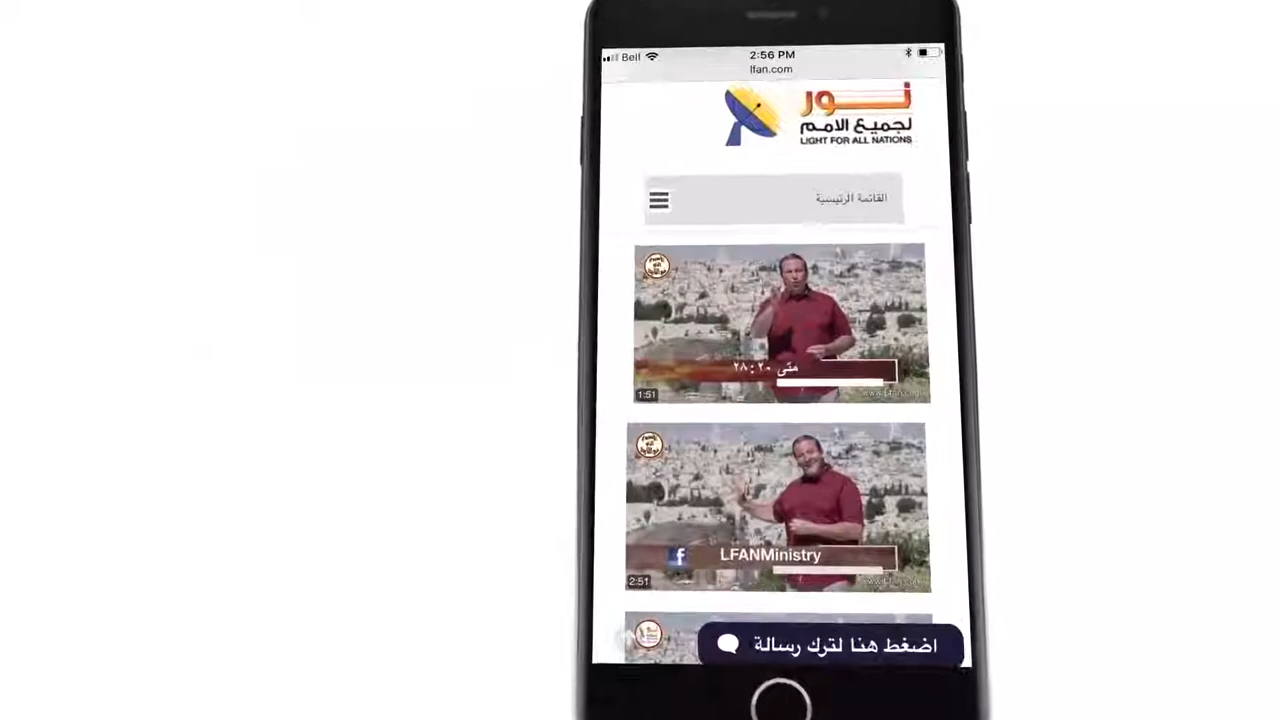 Bell
2:56 PM
lfan.com
نور
لجميع الامم
LIGHT FOR ALL NATIONS
القائمة الرئيسية
متى ٢٠ : ٢٨
1:51
LFANMinistry
2:51
اضغط هنا لترك رسالة